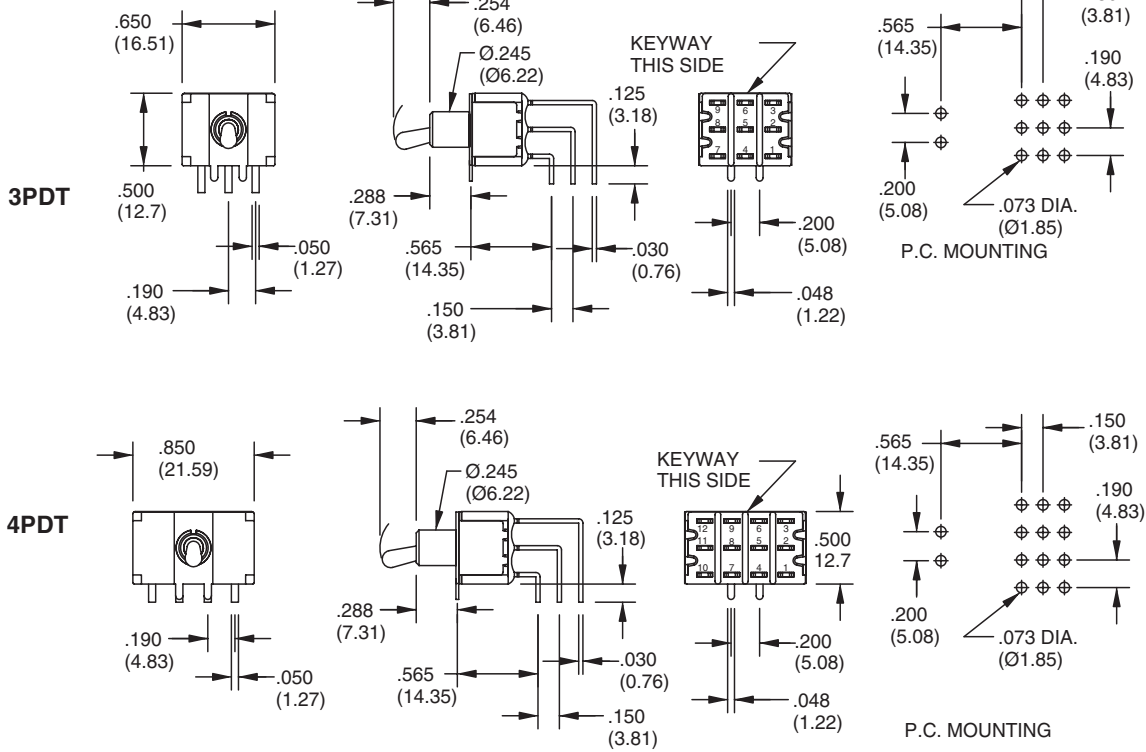 3PDT
.650
(16.51)
.500
(12.7)
.050
(1.27)
.190
(4.83)
.254
(6.46)
Ø.245
(Ø6.22)
.125
(3.18)
.288
(7.31)
.565
(14.35)
.030
(0.76)
.150
(3.81)
KEYWAY
THIS SIDE
9 6 3
8 5 2
7 4 1
.200
(5.08)
.048
(1.22)
(3.81)
.565
(14.35)
.190
(4.83)
.200
(5.08)
.073 DIA.
(Ø1.85)
P.C. MOUNTING
4PDT
.850
(21.59)
.190
(4.83)
.050
(1.27)
.254
(6.46)
Ø.245
(Ø6.22)
.125
(3.18)
.288
(7.31)
.565
(14.35)
.030
(0.76)
.150
(3.81)
KEYWAY
THIS SIDE
12 9 6 3
11 8 5 2
10 7 4 1
.500
12.7
.200
(5.08)
.048
(1.22)
.150
(3.81)
.565
(14.35)
.190
(4.83)
.200
(5.08)
.073 DIA.
(Ø1.85)
P.C. MOUNTING